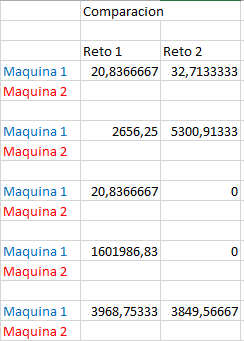 Comparacion
Reto 1 Reto 2
Maquina 1 20,8366667 32,7133333
Maquina 2
Maquina 1 2656,25 5300,91333
Maquina 2
Maquina 1 20,8366667 0
Maquina 2
Maquina 1 1601986,83 0
Maquina 2
Maquina 1 3968,75333 3849,56667
Maquina 2